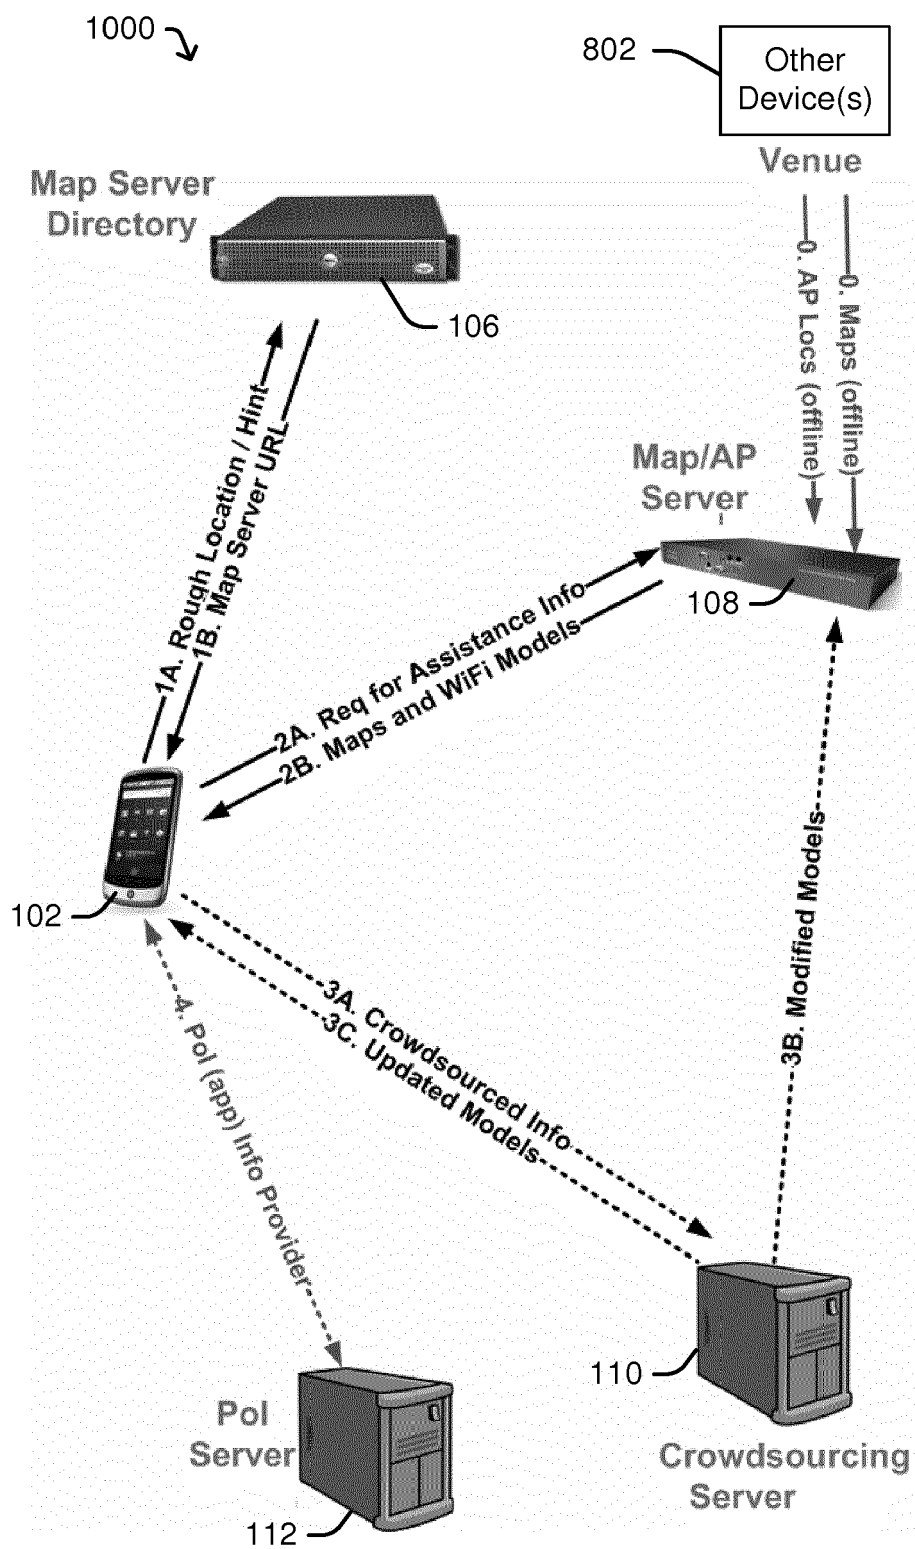 1000
802
Other
Device(s)
Venue
Map Server
Directory
106
0. AP Locs (offline)
0. Maps (offline)
Map/AP
Server
108
1A. Rough Location / Hint
1B. Map Server URL
2A. Req for Assistance Info
2B. Maps and WiFi Models
102
3A. Crowdsourced Info
3C. Updated Models
3B. Modified Models
4. PoI (app) Info Provider
110
PoI
Server
112
Crowdsourcing
Server